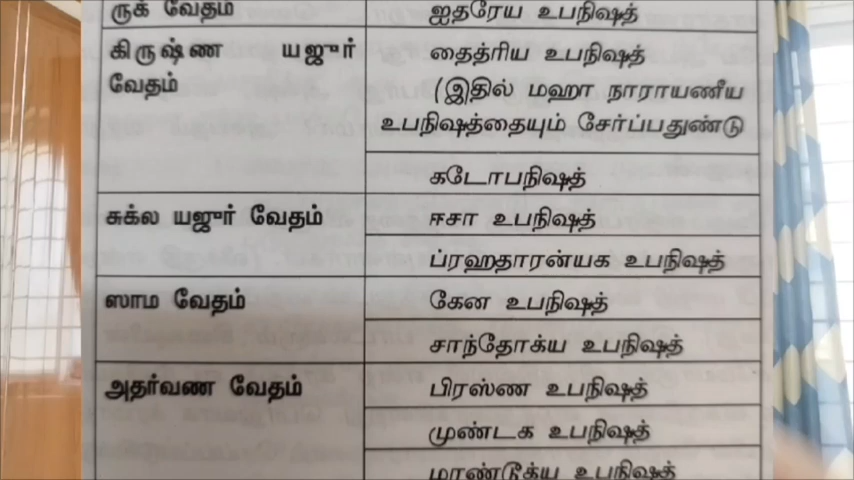 ருக் வேதம்
ஐதரேய உபநிஷத்
கிருஷ்ண யஜுர்
வேதம்
தைத்ரிய உபநிஷத்
(இதில் மஹா நாராயணீய
உபநிஷத்தையும் சேர்ப்பதுண்டு
கடோபநிஷத்
சுக்ல யஜுர் வேதம்
ஈசா உபநிஷத்
ப்ரஹதாரன்யக உபநிஷத்
ஸாம வேதம்
கேன உபநிஷத்
சாந்தோக்ய உபநிஷத்
அதர்வண வேதம்
பிரஸ்ண உபநிஷத்
முண்டக உபநிஷத்
மாண்டூக்ய உபநிஷத்